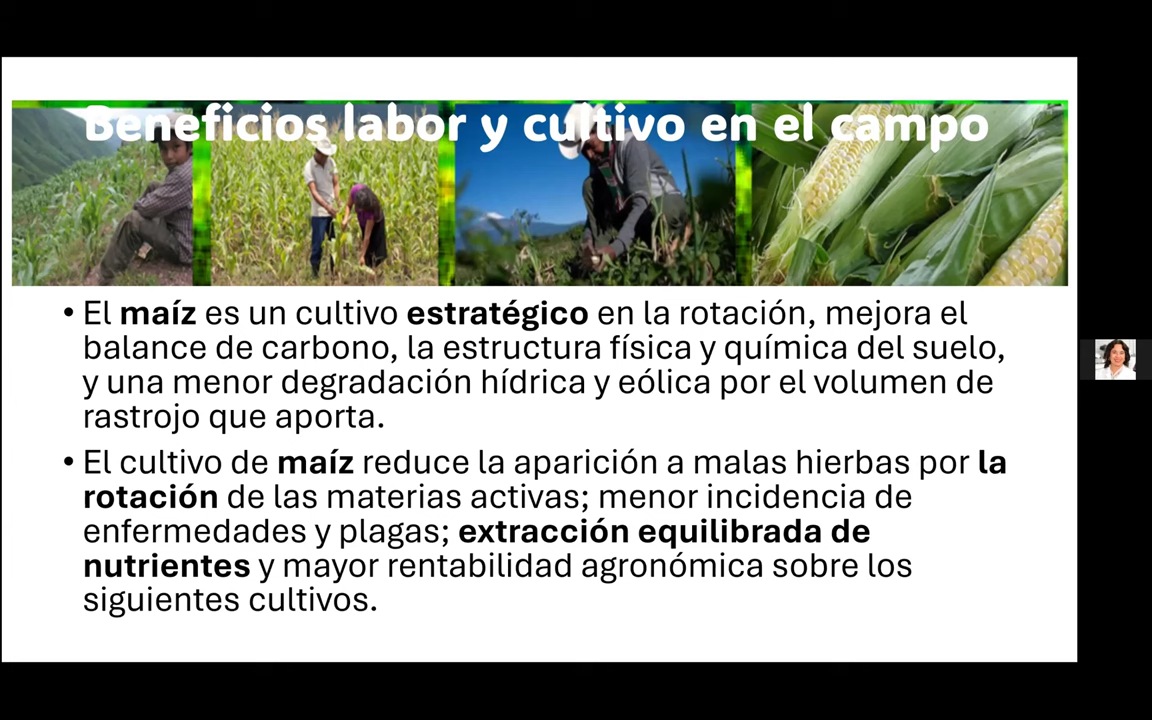 Beneficios labor y cultivo en el campo
• El maíz es un cultivo estratégico en la rotación, mejora el
balance de carbono, la estructura física y química del suelo,
y una menor degradación hídrica y eólica por el volumen de
rastrojo que aporta.
• El cultivo de maíz reduce la aparición a malas hierbas por la
rotación de las materias activas; menor incidencia de
enfermedades y plagas; extracción equilibrada de
nutrientes y mayor rentabilidad agronómica sobre los
siguientes cultivos.